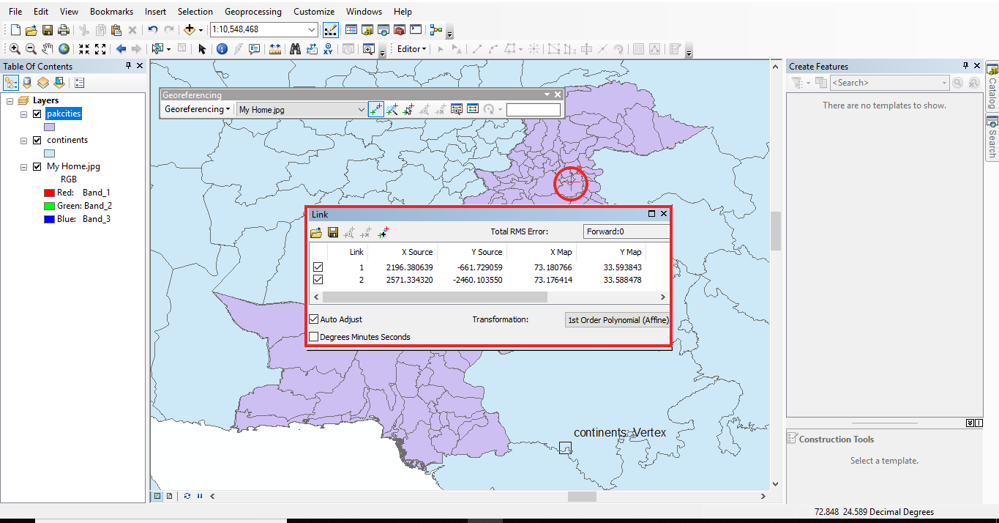 File Edit View Bookmarks Insert Selection Geoprocessing Customize Windows Help
1:10,548,468
Editor
Table Of Contents
Layers
pakcities
continents
My Home.jpg
RGB
Red: Band_1
Green: Band_2
Blue: Band_3
Georeferencing
Georeferencing My Home.jpg
Link
Total RMS Error: Forward:0
Link X Source Y Source X Map Y Map
1 2196.380639 -661.729059 73.180766 33.593843
2 2571.334320 -2460.103550 73.176414 33.588478
Auto Adjust Transformation: 1st Order Polynomial (Affine)
Degrees Minutes Seconds
continents: Vertex
Create Features
<Search>
There are no templates to show.
Construction Tools
Select a template.
Catalog
Search
72.848 24.589 Decimal Degrees